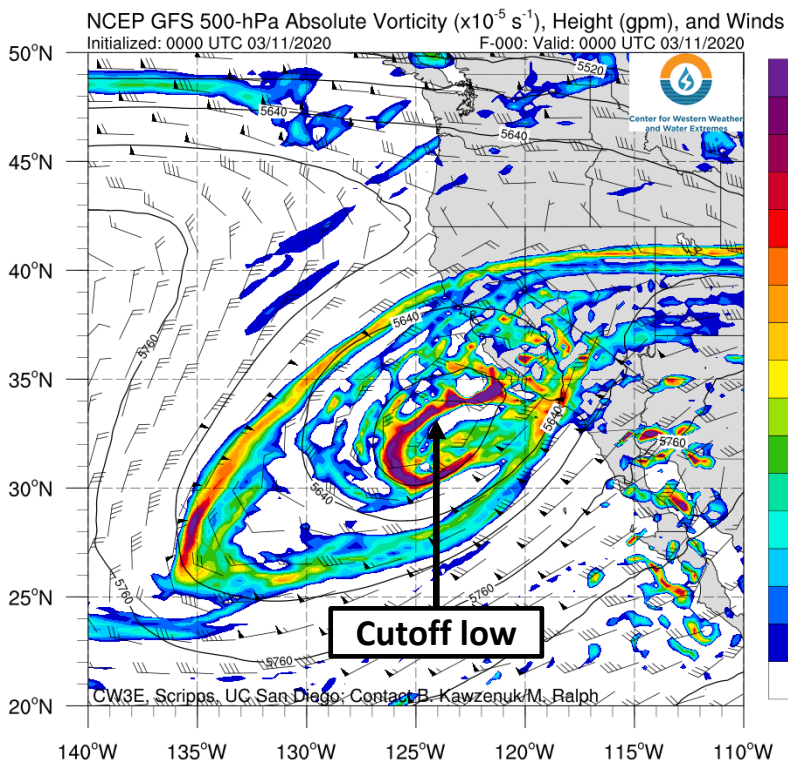 NCEP GFS 500-hPa Absolute Vorticity (x10⁻⁵ s⁻¹), Height (gpm), and Winds
Initialized: 0000 UTC 03/11/2020 F-000: Valid: 0000 UTC 03/11/2020
50°N
5520
Center for Western Weather
and Water Extremes
5640
5640
45°N
40°N
5640
5760
35°N
5640
5760
30°N
5640
5760
25°N
5760
Cutoff low
5760
CW3E, Scripps, UC San Diego; Contact B. Kawzenuk/M. Ralph
20°N
140°W 135°W 130°W 125°W 120°W 115°W 110°W